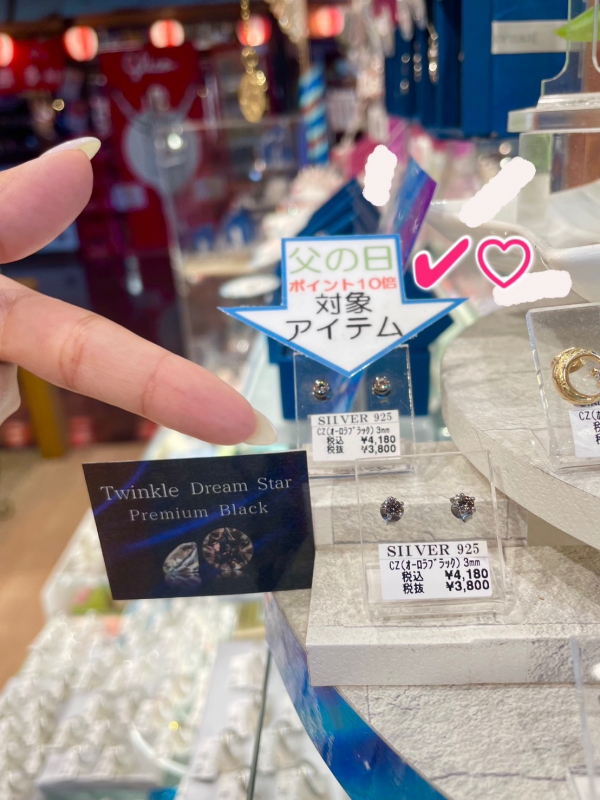 父の日
ポイント10倍
対象
アイテム
SIIVER 925
CZ(オーロラブラック) 3mm
税込 ¥4,180
税抜 ¥3,800
Twinkle Dream Star
Premium Black
SIIVER 925
CZ(オーロラブラック) 3mm
税込 ¥4,180
税抜 ¥3,800